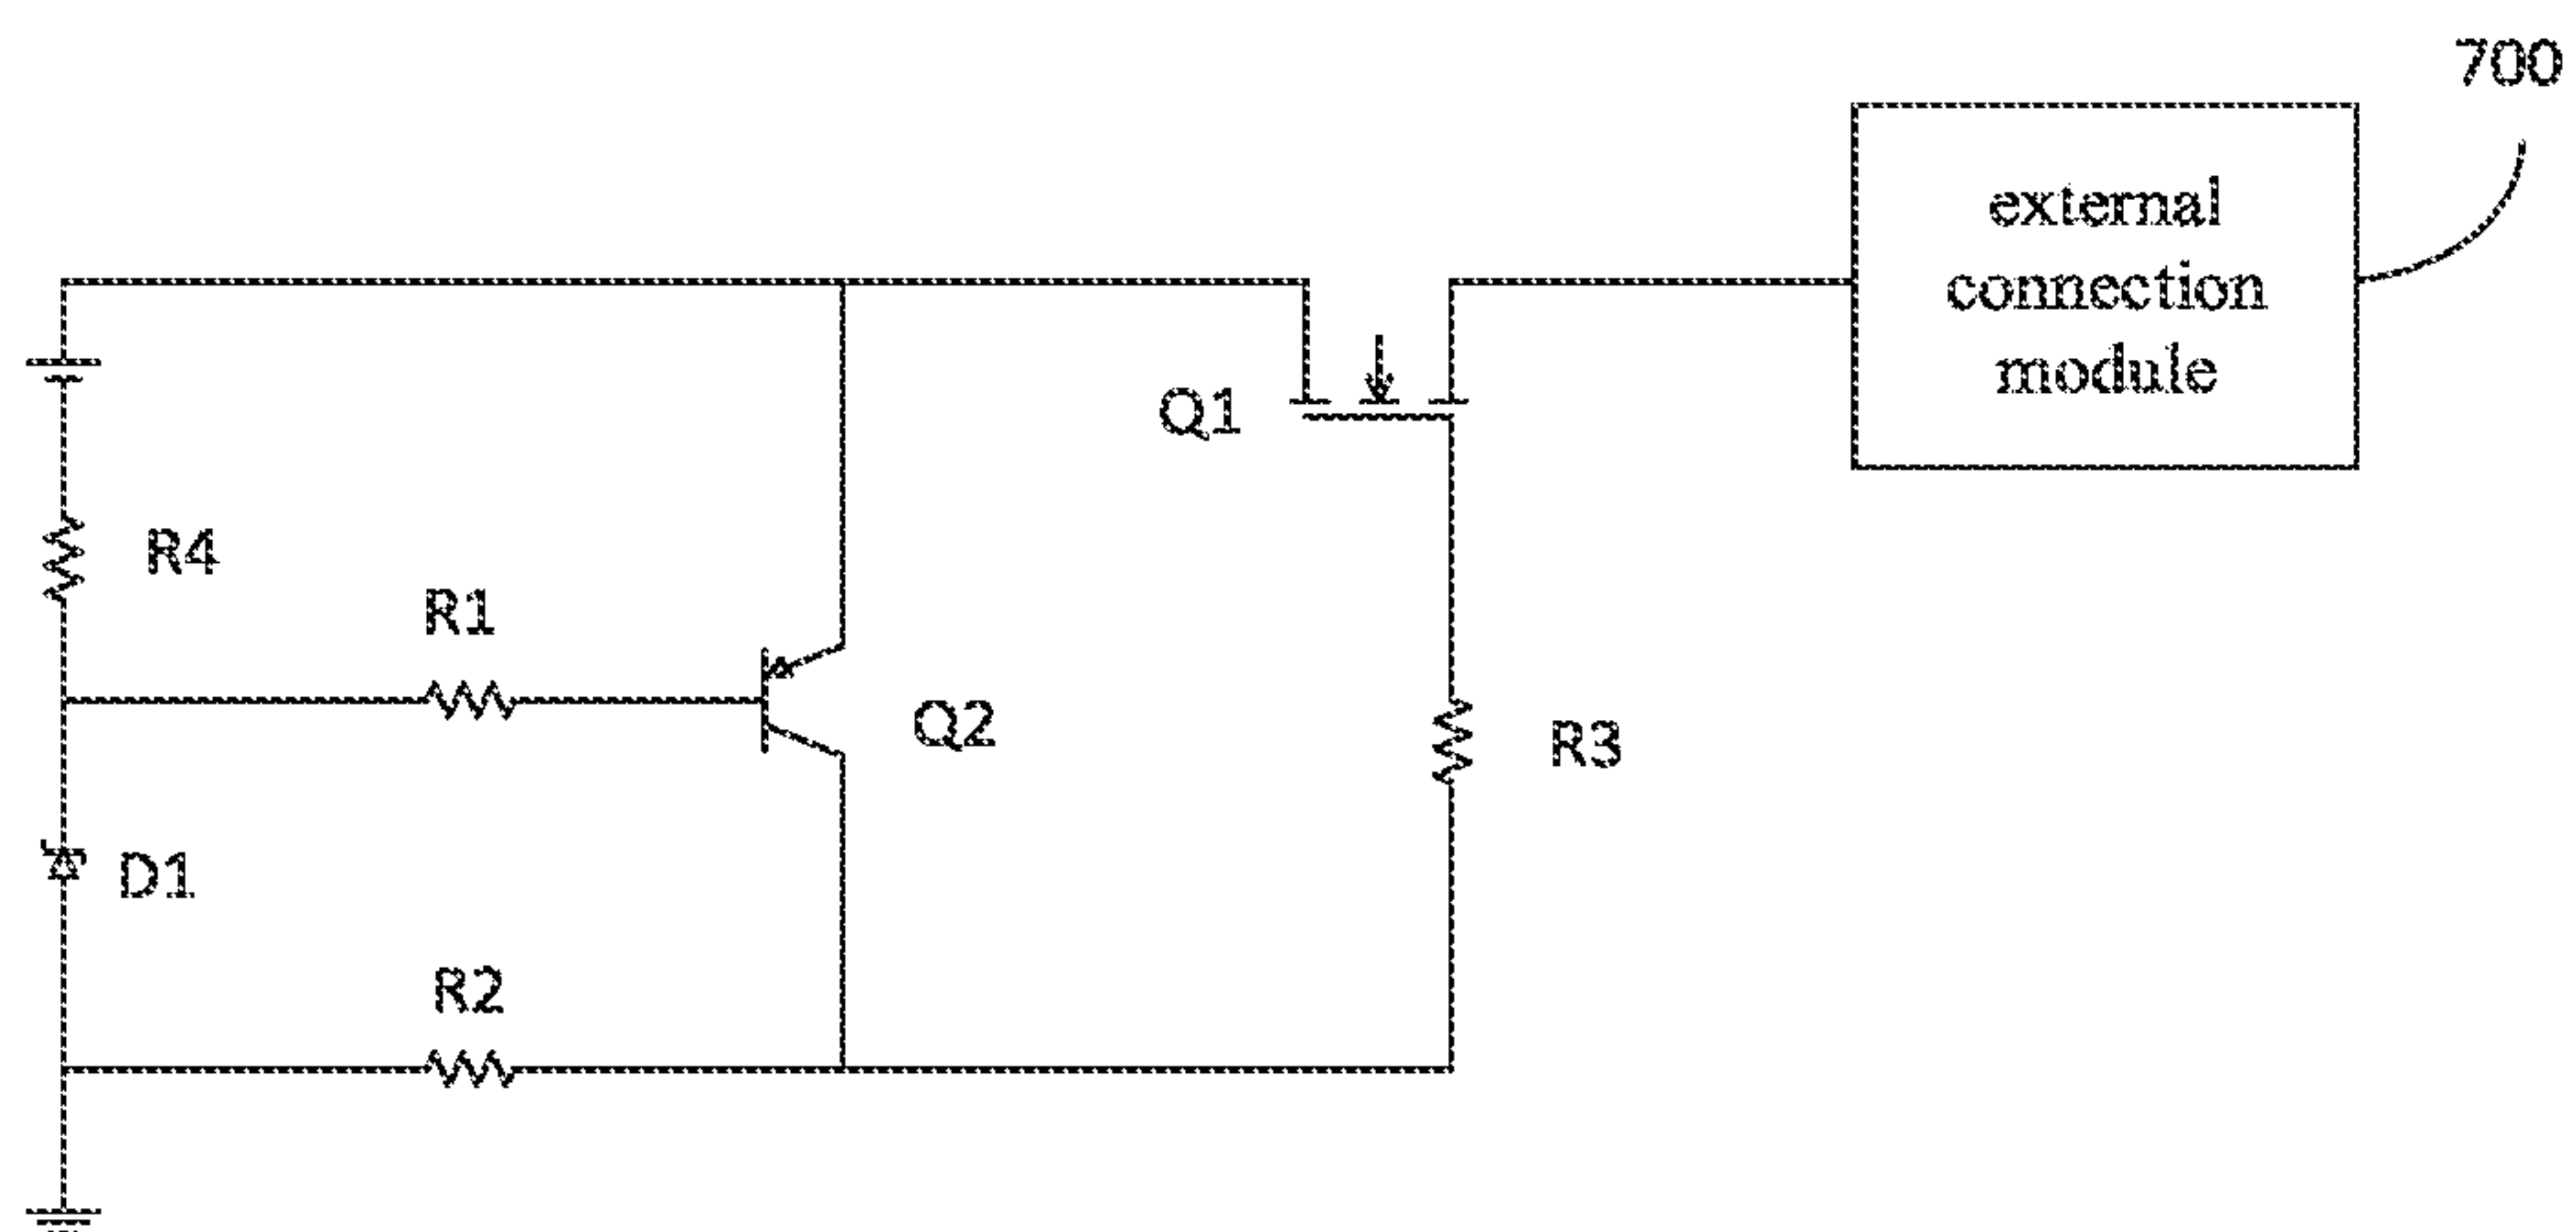 700
external
connection
module
Q1
R4
R1
Q2
R3
D1
R2